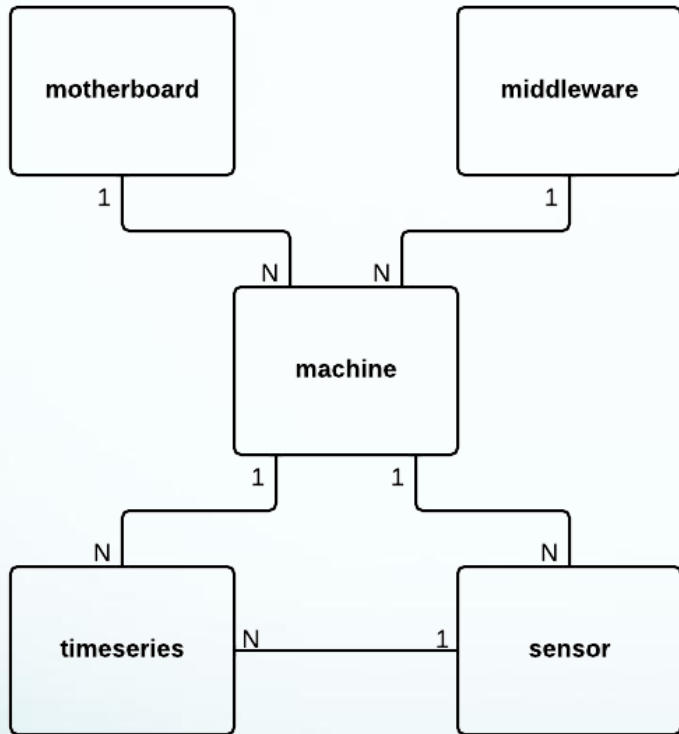 motherboard
middleware
1
1
N
N
machine
1
1
N
N
timeseries
N
1
sensor